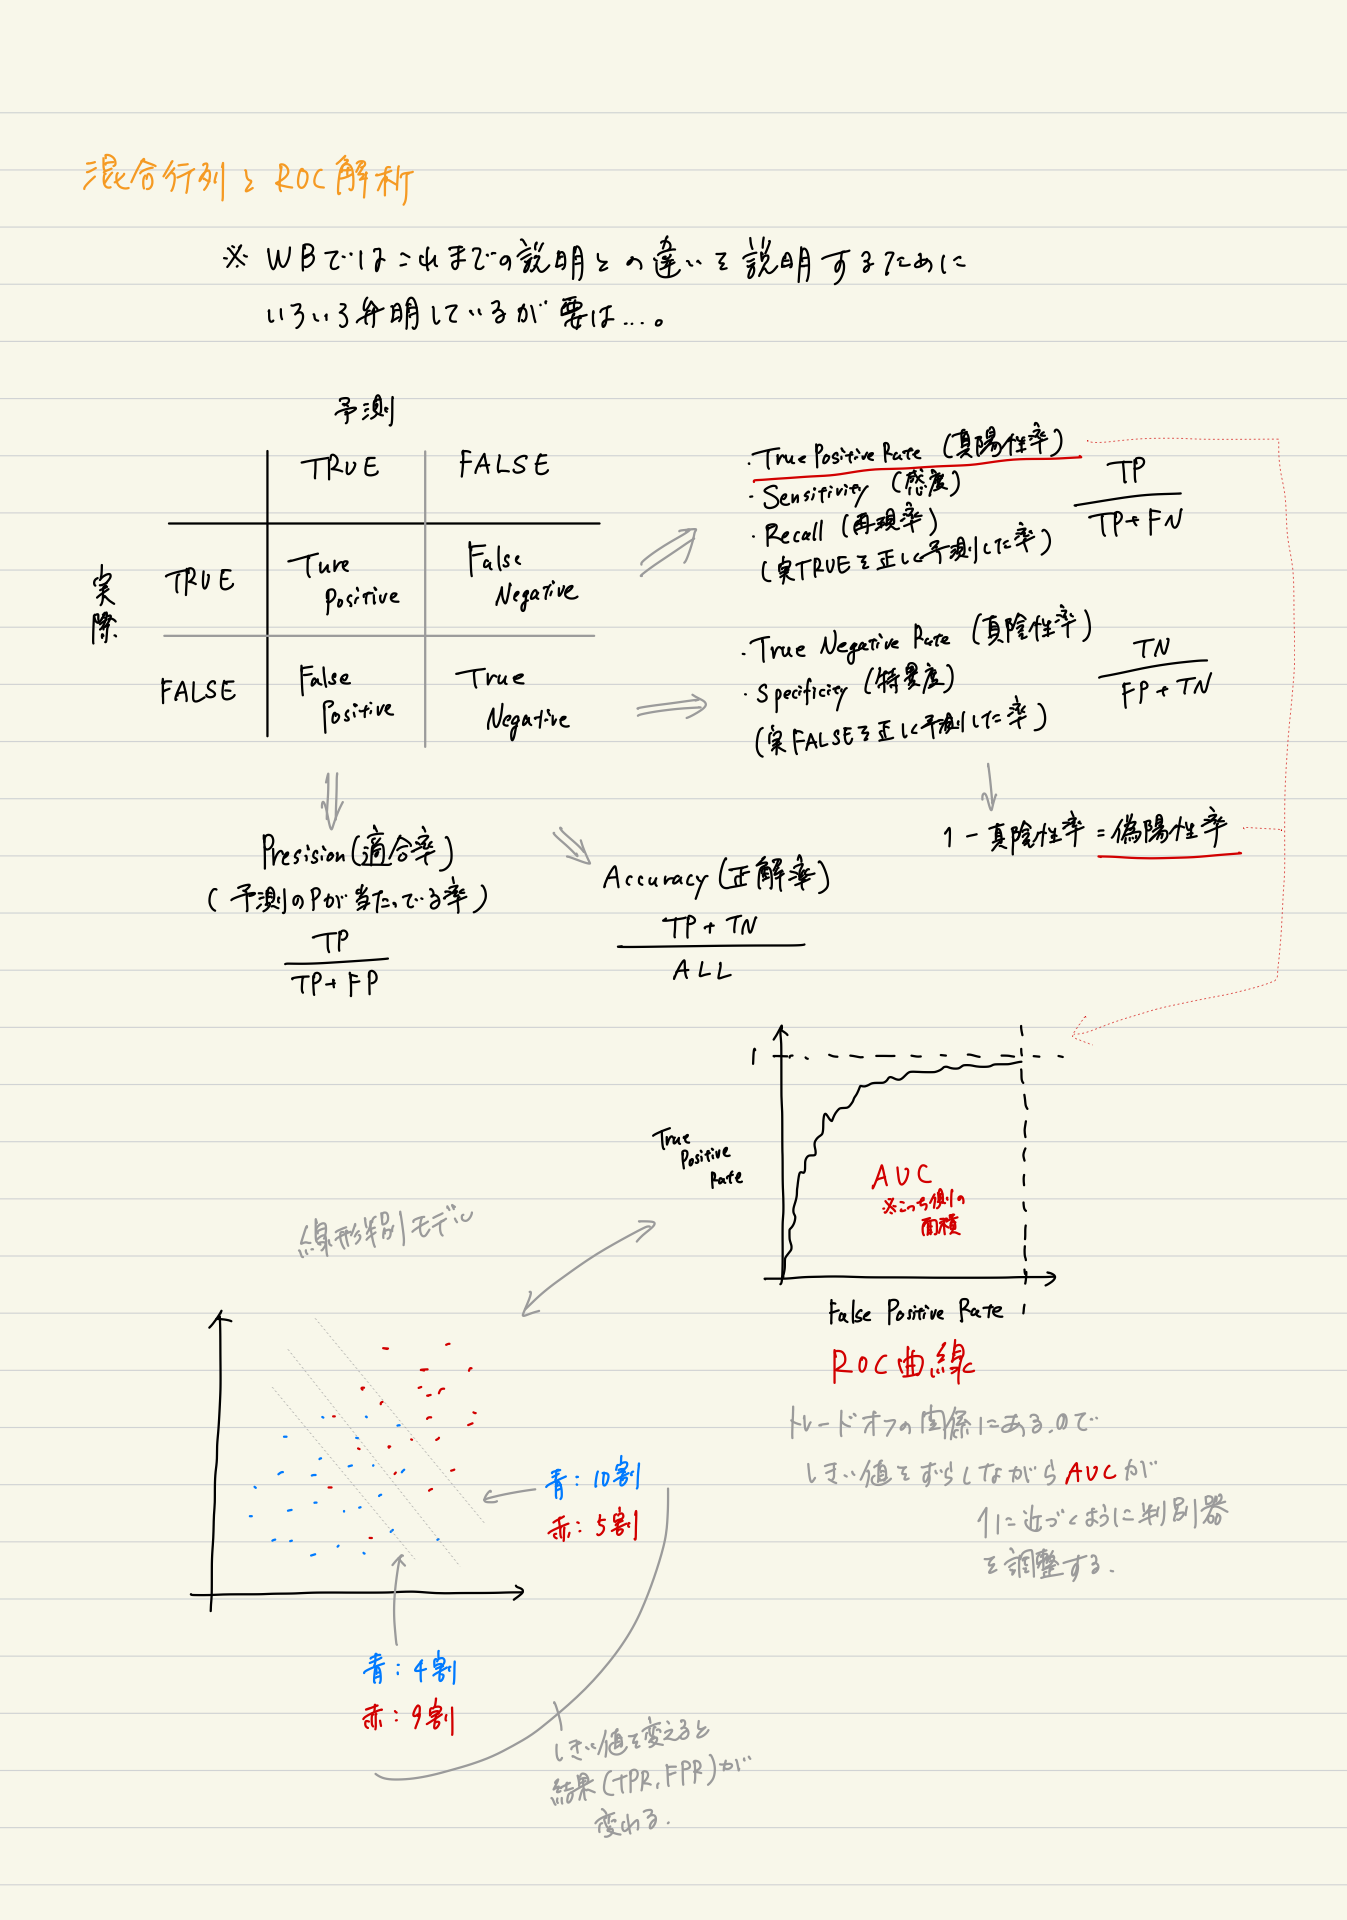 混合行列と ROC解析
※ WBではこれまでの説明との違いを説明するために
いろいろ弁明しているが要は…。
予測
TRUE FALSE
実際
TRUE Ture Positive False Negative
FALSE False Positive True Negative
・True Positive Rate (真陽性率)
・Sensitivity (感度)
・Recall (再現率)
(実TRUEを正しく予測した率)
TP
TP+FN
・True Negative Rate (真陰性率)
・Specificity (特異度)
(実FALSEを正しく予測した率)
TN
FP+TN
1-真陰性率=偽陽性率
Presision(適合率)
(予測のPが当たってる率)
TP
TP+FP
Accuracy(正解率)
TP+TN
ALL
1
True
Positive
Rate
AUC
※こっち側の
面積
False Positive Rate
ROC曲線
トレードオフの関係にある.ので
しきい値をずらしながらAUCが
1に近づくように判別器
を調整する.
線形判別モデル
青:10割
赤:5割
青:4割
赤:9割
しきい値を変えると
結果(TPR,FPR)が
変わる.